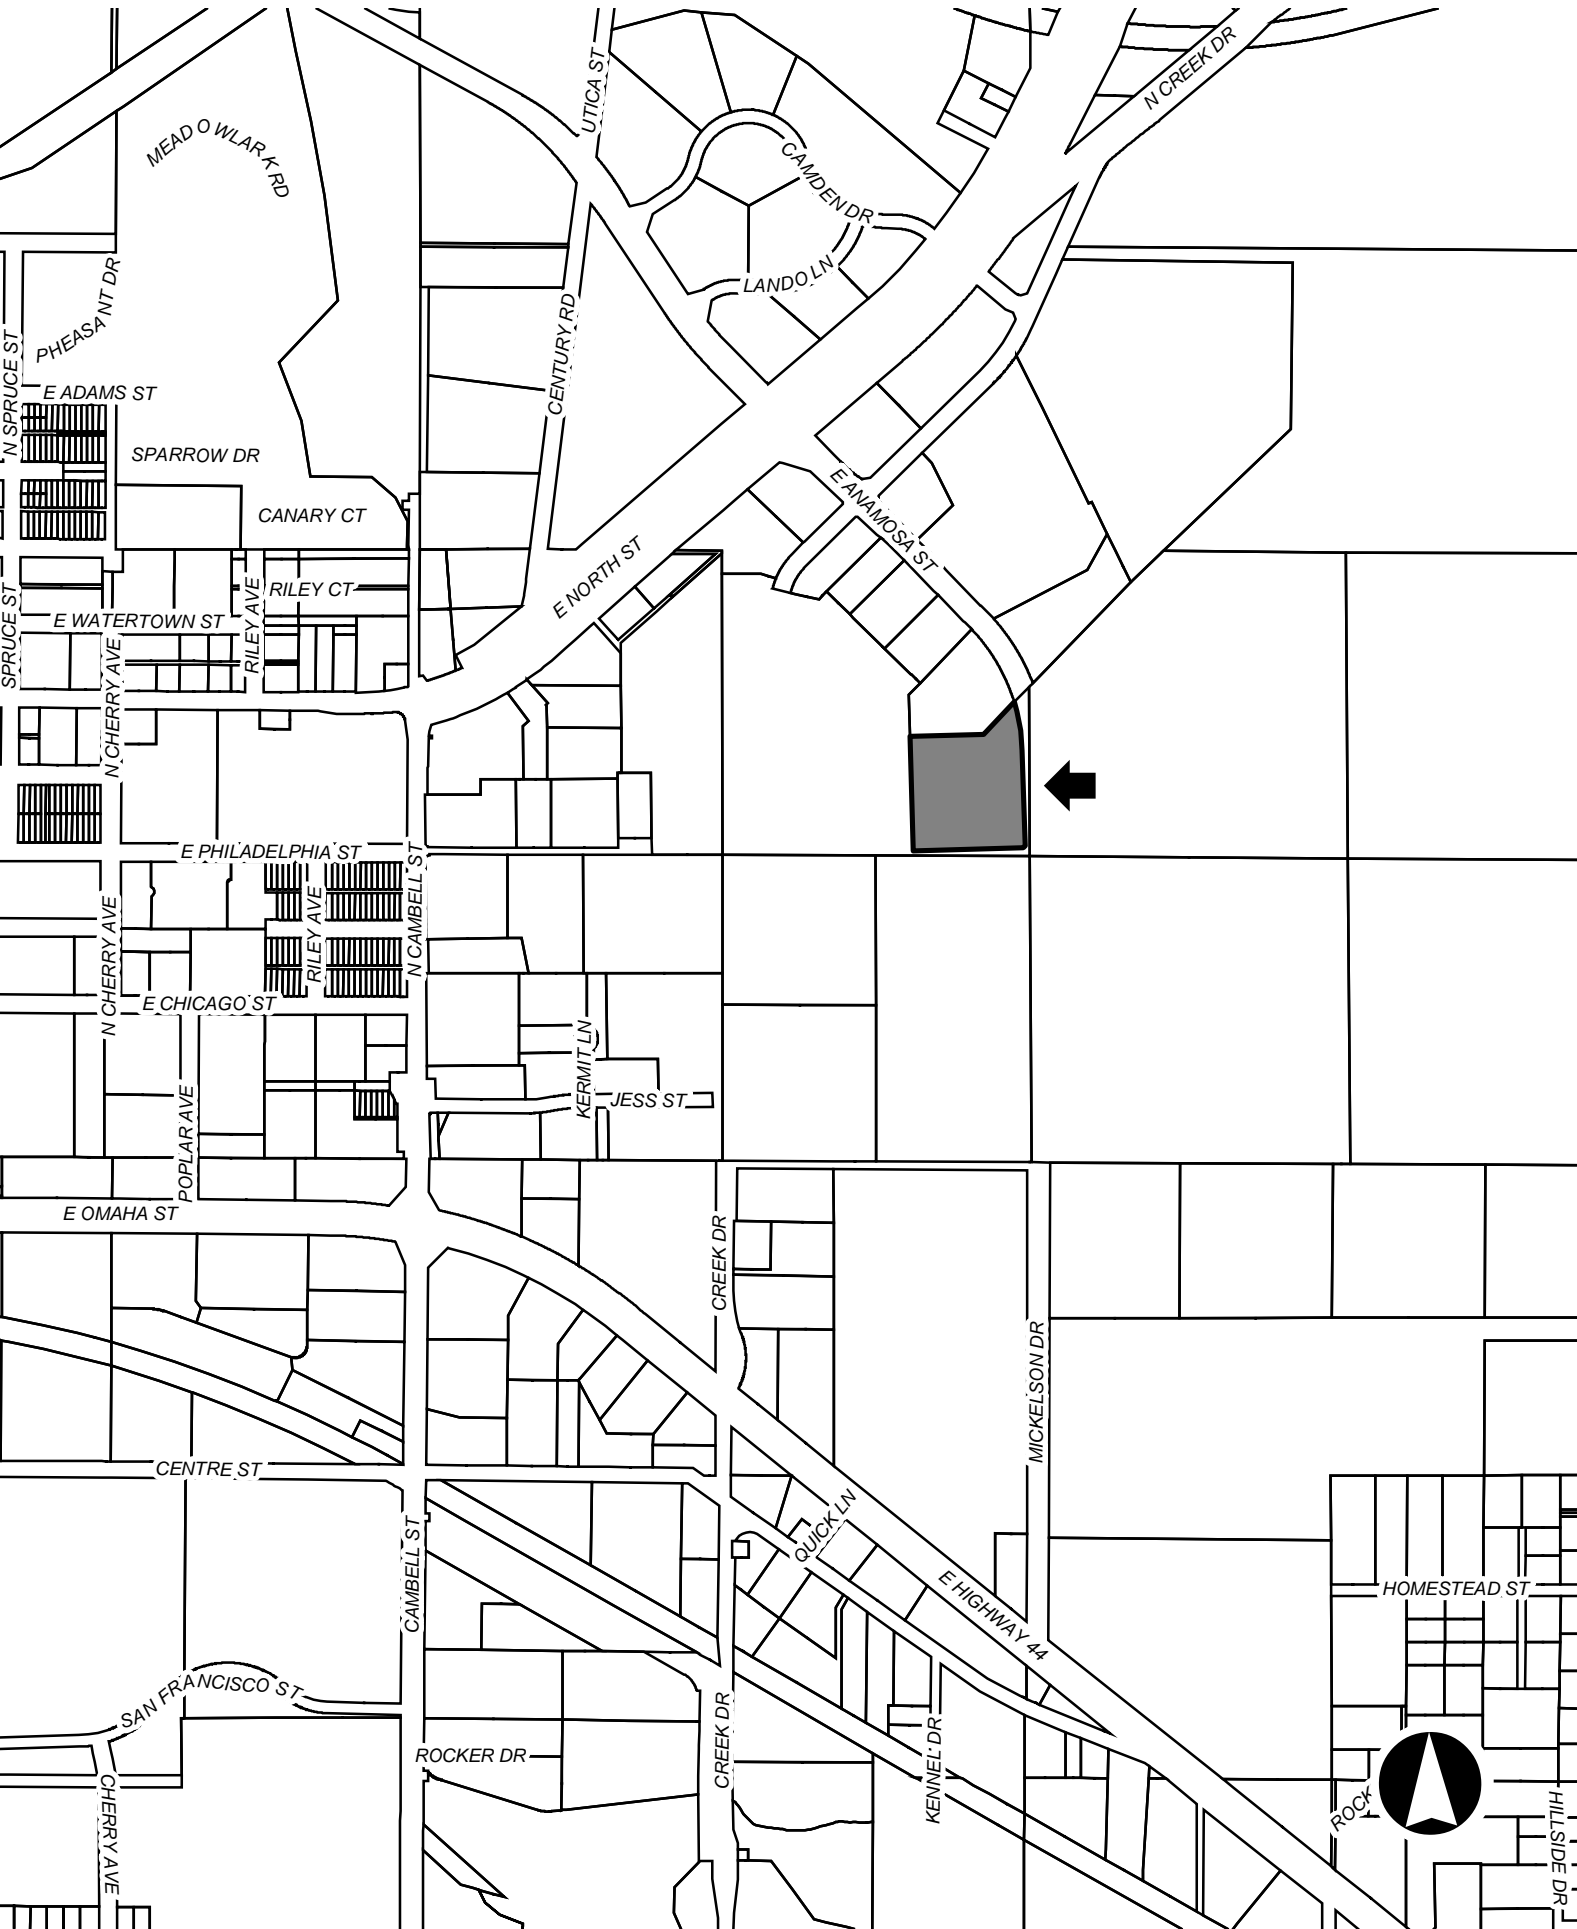 N CREEK DR
UTICA ST
MEADOWLARK RD
CAMDEN DR
LANDO LN
PHEASANT DR
CENTURY RD
N SPRUCE ST
E ADAMS ST
SPARROW DR
CANARY CT
E ANAMOSA ST
E NORTH ST
RILEY CT
RILEY AVE
E WATERTOWN ST
SPRUCE ST
N CHERRY AVE
E PHILADELPHIA ST
N CAMBELL ST
RILEY AVE
N CHERRY AVE
E CHICAGO ST
KERMIT LN
JESS ST
POPLAR AVE
E OMAHA ST
CREEK DR
MICKELSON DR
CENTRE ST
QUICK LN
CAMBELL ST
E HIGHWAY 44
HOMESTEAD ST
SAN FRANCISCO ST
CREEK DR
ROCKER DR
KENNEL DR
CHERRY AVE
ROCK
HILLSIDE DR